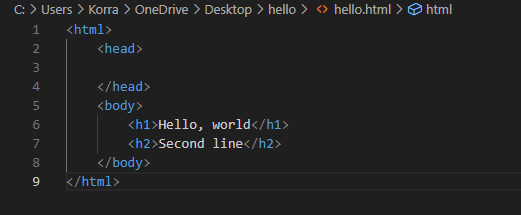 C: > Users > Korra > OneDrive > Desktop > hello > <> hello.html > html
1 <html>
2     <head>
3
4     </head>
5     <body>
6         <h1>Hello, world</h1>
7         <h2>Second line</h2>
8     </body>
9 </html>